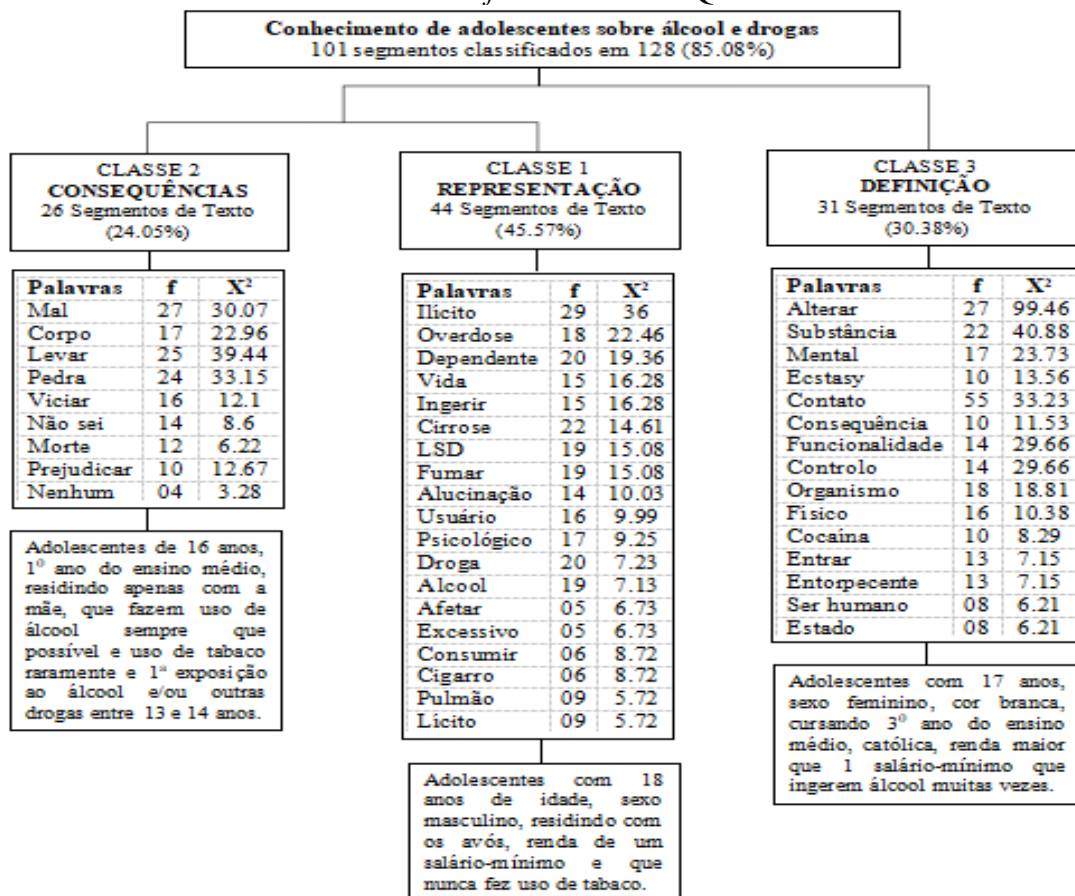 Conhecimento de adolescentes sobre álcool e drogas
101 segmentos classificados em 128 (85.08%)
CLASSE 2
CONSEQUÊNCIAS
26 Segmentos de Texto
(24.05%)
Palavras f X²
Mal 27 30.07
Corpo 17 22.96
Levar 25 39.44
Pedra 24 33.15
Viciar 16 12.1
Não sei 14 8.6
Morte 12 6.22
Prejudicar 10 12.67
Nenhum 04 3.28
Adolescentes de 16 anos,
1º ano do ensino médio,
residindo apenas com a
mãe, que fazem uso de
álcool sempre que
possível e uso de tabaco
raramente e 1ª exposição
ao álcool e/ou outras
drogas entre 13 e 14 anos.
CLASSE 1
REPRESENTAÇÃO
44 Segmentos de Texto
(45.57%)
Palavras f X²
Ilícito 29 36
Overdose 18 22.46
Dependente 20 19.36
Vida 15 16.28
Ingerir 15 16.28
Cirrose 22 14.61
LSD 19 15.08
Fumar 19 15.08
Alucinação 14 10.03
Usuário 16 9.99
Psicológico 17 9.25
Droga 20 7.23
Alcool 19 7.13
Afetar 05 6.73
Excessivo 05 6.73
Consumir 06 8.72
Cigarro 06 8.72
Pulmão 09 5.72
Lícito 09 5.72
Adolescentes com 18
anos de idade, sexo
masculino, residindo com
os avós, renda de um
salário-mínimo e que
nunca fez uso de tabaco.
CLASSE 3
DEFINIÇÃO
31 Segmentos de Texto
(30.38%)
Palavras f X²
Alterar 27 99.46
Substância 22 40.88
Mental 17 23.73
Ecstasy 10 13.56
Contato 55 33.23
Consequência 10 11.53
Funcionalidade 14 29.66
Controlo 14 29.66
Organismo 18 18.81
Físico 16 10.38
Cocaína 10 8.29
Entrar 13 7.15
Entorpecente 13 7.15
Ser humano 08 6.21
Estado 08 6.21
Adolescentes com 17 anos,
sexo feminino, cor branca,
cursando 3º ano do ensino
médio, católica, renda maior
que 1 salário-mínimo que
ingerem álcool muitas vezes.